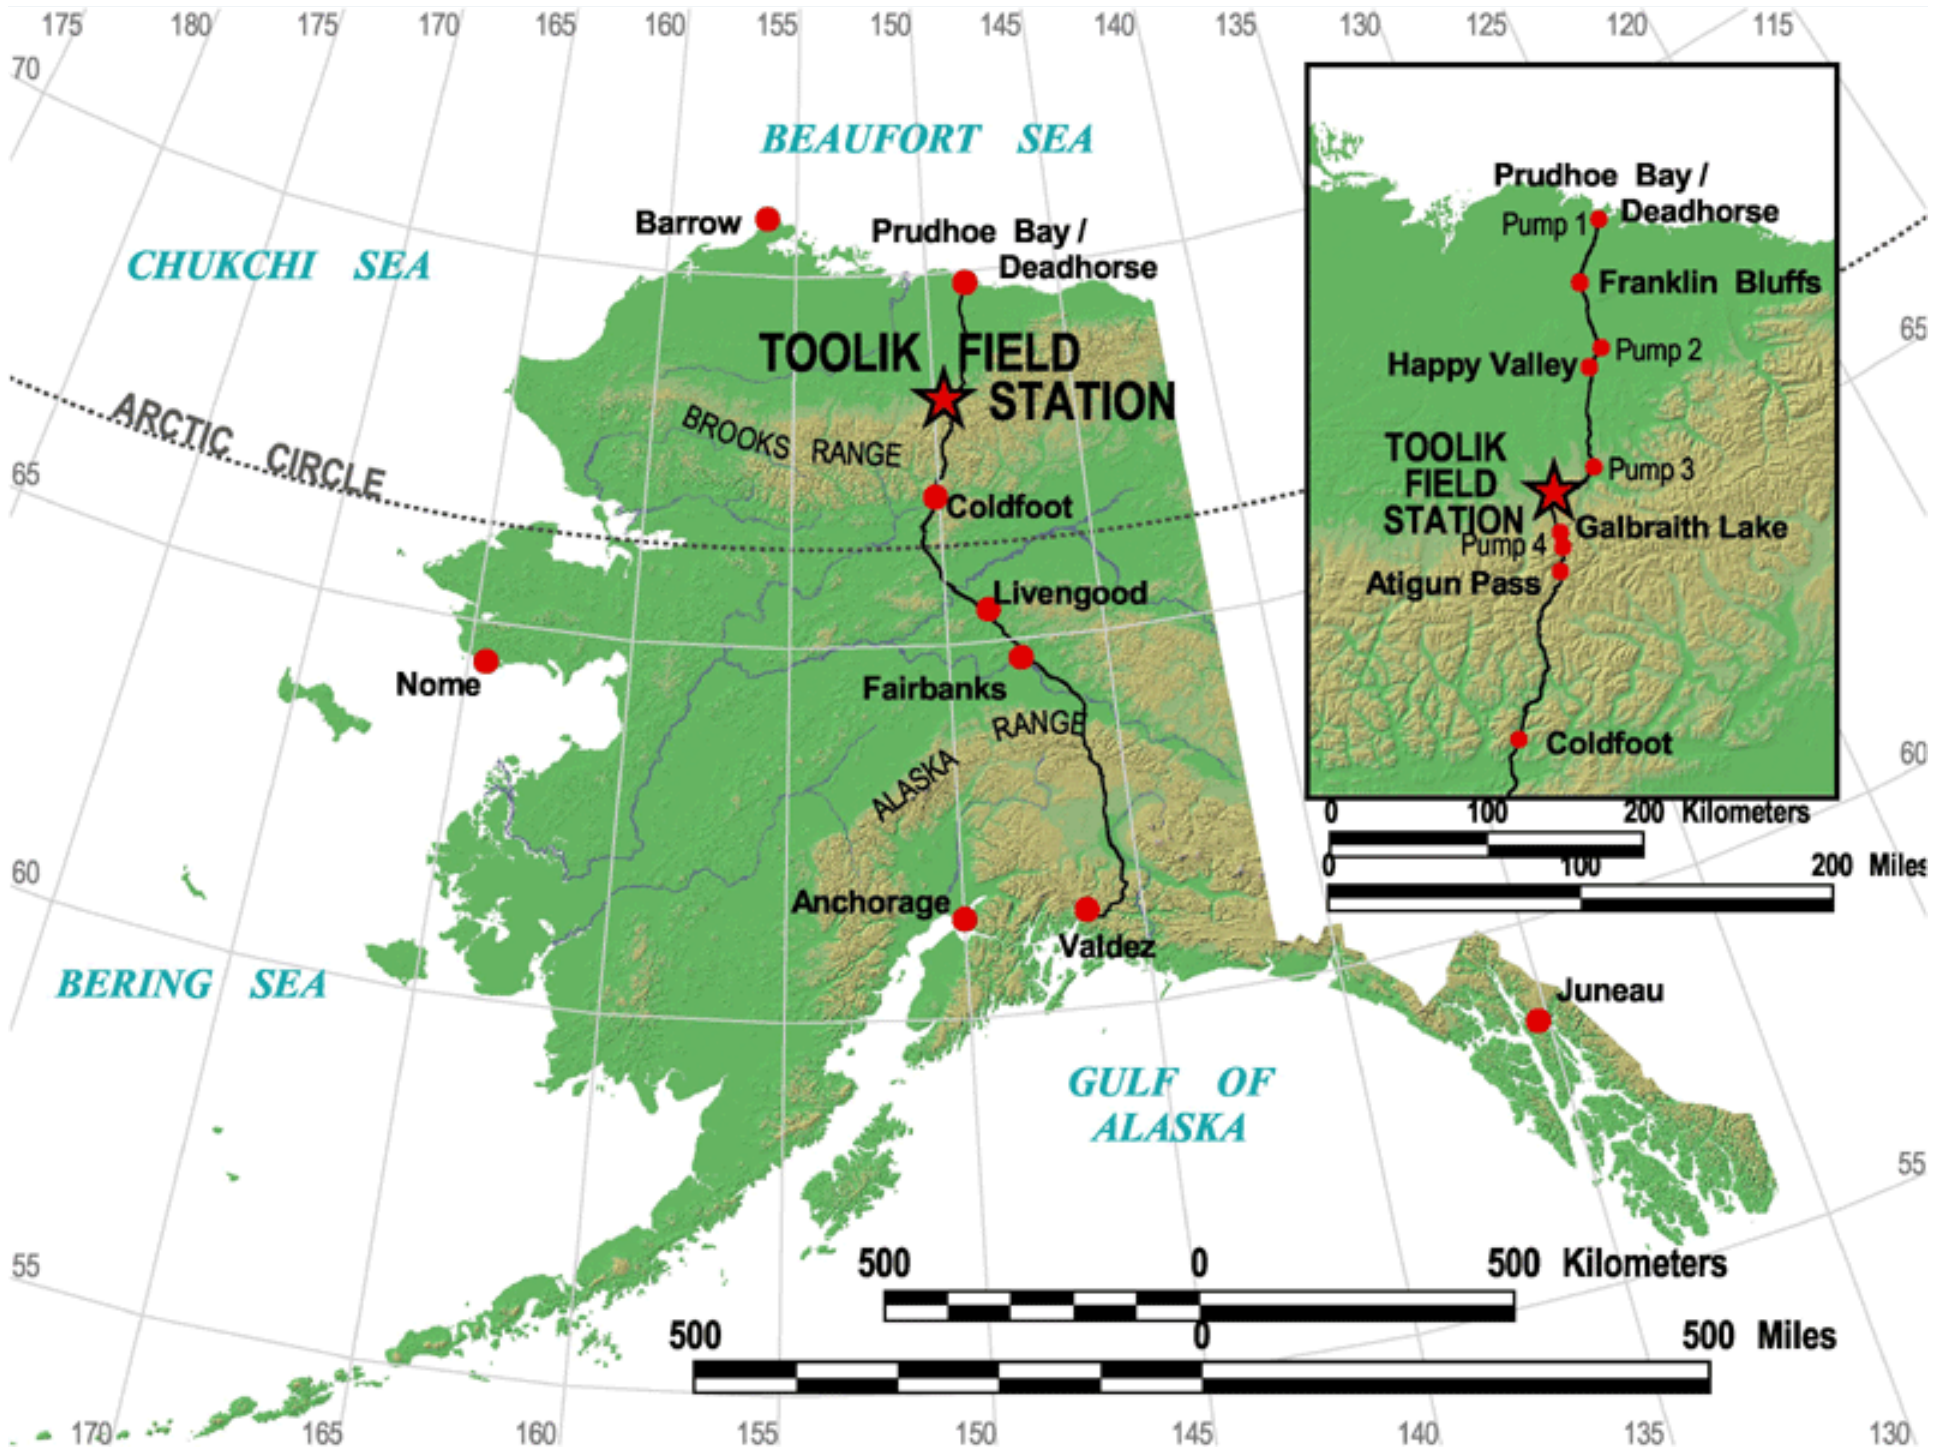 175 180 175 170 165 160 155 150 145 140 135 130 125 120 115
70
BEAUFORT SEA
Prudhoe Bay /
Deadhorse
Pump 1
Barrow
Prudhoe Bay /
Deadhorse
CHUKCHI SEA
Franklin Bluffs
65
TOOLIK FIELD
STATION
Pump 2
Happy Valley
ARCTIC CIRCLE
BROOKS RANGE
TOOLIK
FIELD
STATION
Pump 3
65
Coldfoot
Galbraith Lake
Pump 4
Atigun Pass
Livengood
Nome
Fairbanks
RANGE
ALASKA
Coldfoot
60
0 100 200 Kilometers
0 100 200 Miles
60
Anchorage
Valdez
BERING SEA
Juneau
GULF OF
ALASKA
55
55
500 0 500 Kilometers
500 0 500 Miles
170 165 160 155 150 145 140 135 130